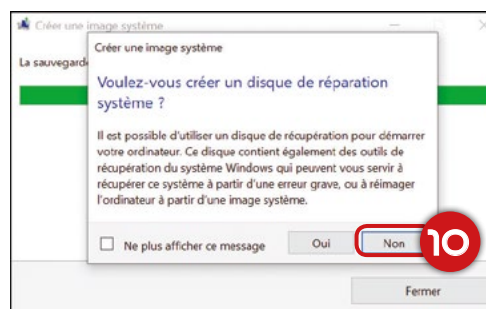 Créer une image système
La sauvegard
Créer une image système
Voulez-vous créer un disque de réparation
système ?
Il est possible d'utiliser un disque de récupération pour démarrer
votre ordinateur. Ce disque contient également des outils de
récupération du système Windows qui peuvent vous servir à
récupérer ce système à partir d'une erreur grave, ou à réimager
l'ordinateur à partir d'une image système.
Ne plus afficher ce message
Oui
Non
10
Fermer